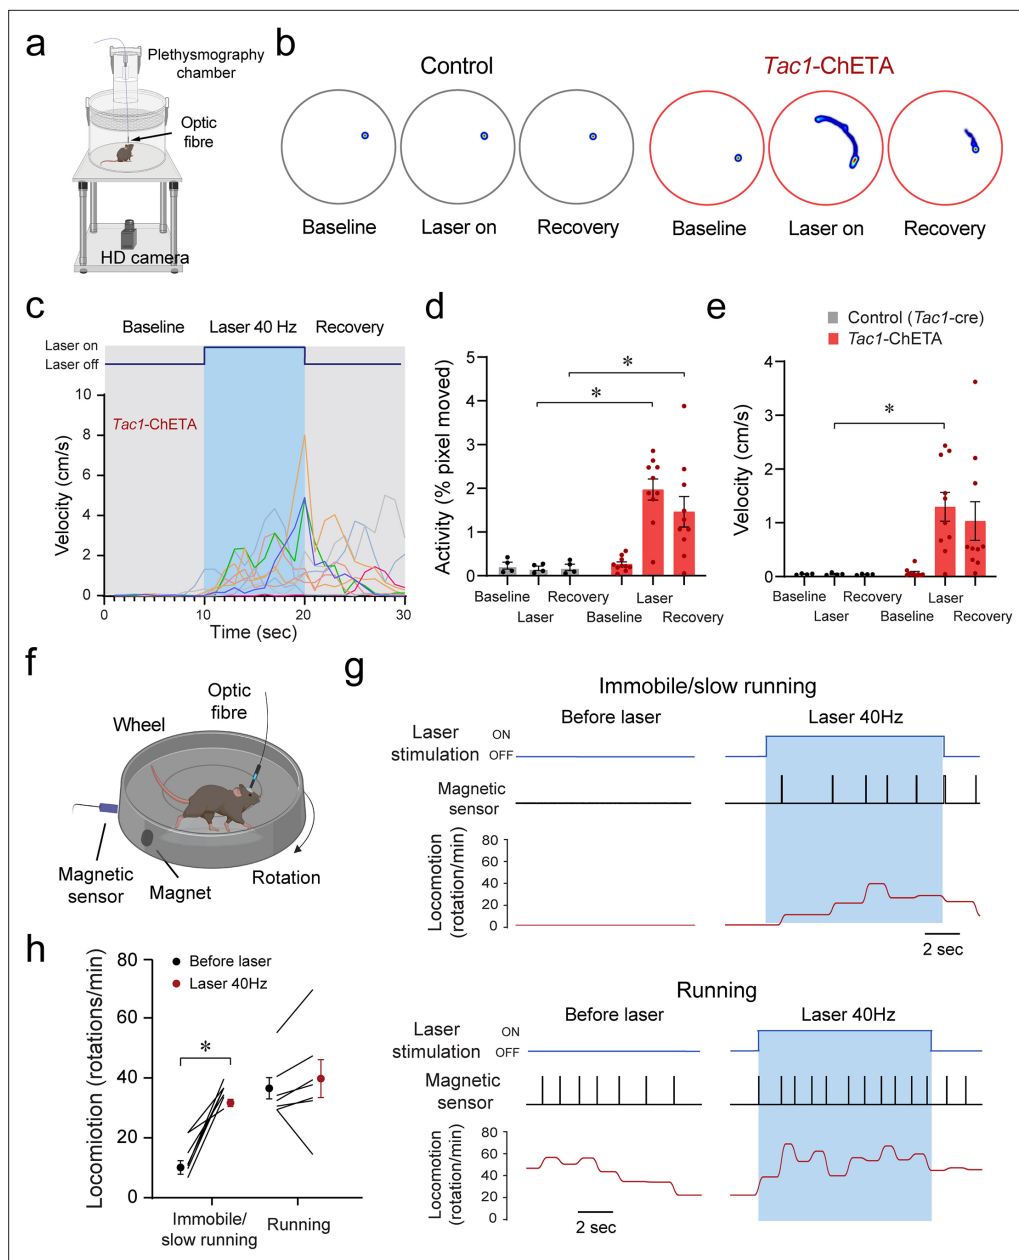 a
Plethysmography
chamber
Optic
fibre
HD camera
b
Control
Tac1-ChETA
Baseline
Laser on
Recovery
Baseline
Laser on
Recovery
c
Baseline
Laser 40 Hz
Recovery
Laser on
Laser off
Tac1-ChETA
Velocity (cm/s)
10
8
6
4
2
0
0
10
20
30
Time (sec)
d
Activity (% pixel moved)
5
4
3
2
1
0
*
*
Baseline
Laser
Recovery
Baseline
Laser
Recovery
e
Control (Tac1-cre)
Tac1-ChETA
Velocity (cm/s)
4
2
1
0
*
Baseline
Laser
Recovery
Baseline
Laser
Recovery
f
Optic
fibre
Wheel
Magnetic
sensor
Magnet
Rotation
g
Immobile/slow running
Before laser
Laser 40Hz
Laser
stimulation
ON
OFF
Magnetic
sensor
Locomotion
(rotation/min)
80
60
40
20
0
2 sec
Running
Before laser
Laser 40Hz
Laser
stimulation
ON
OFF
Magnetic
sensor
Locomotion
(rotation/min)
80
60
40
20
0
2 sec
h
Before laser
Laser 40Hz
Locomiotion (rotations/min)
80
60
40
20
0
*
Immobile/
slow running
Running